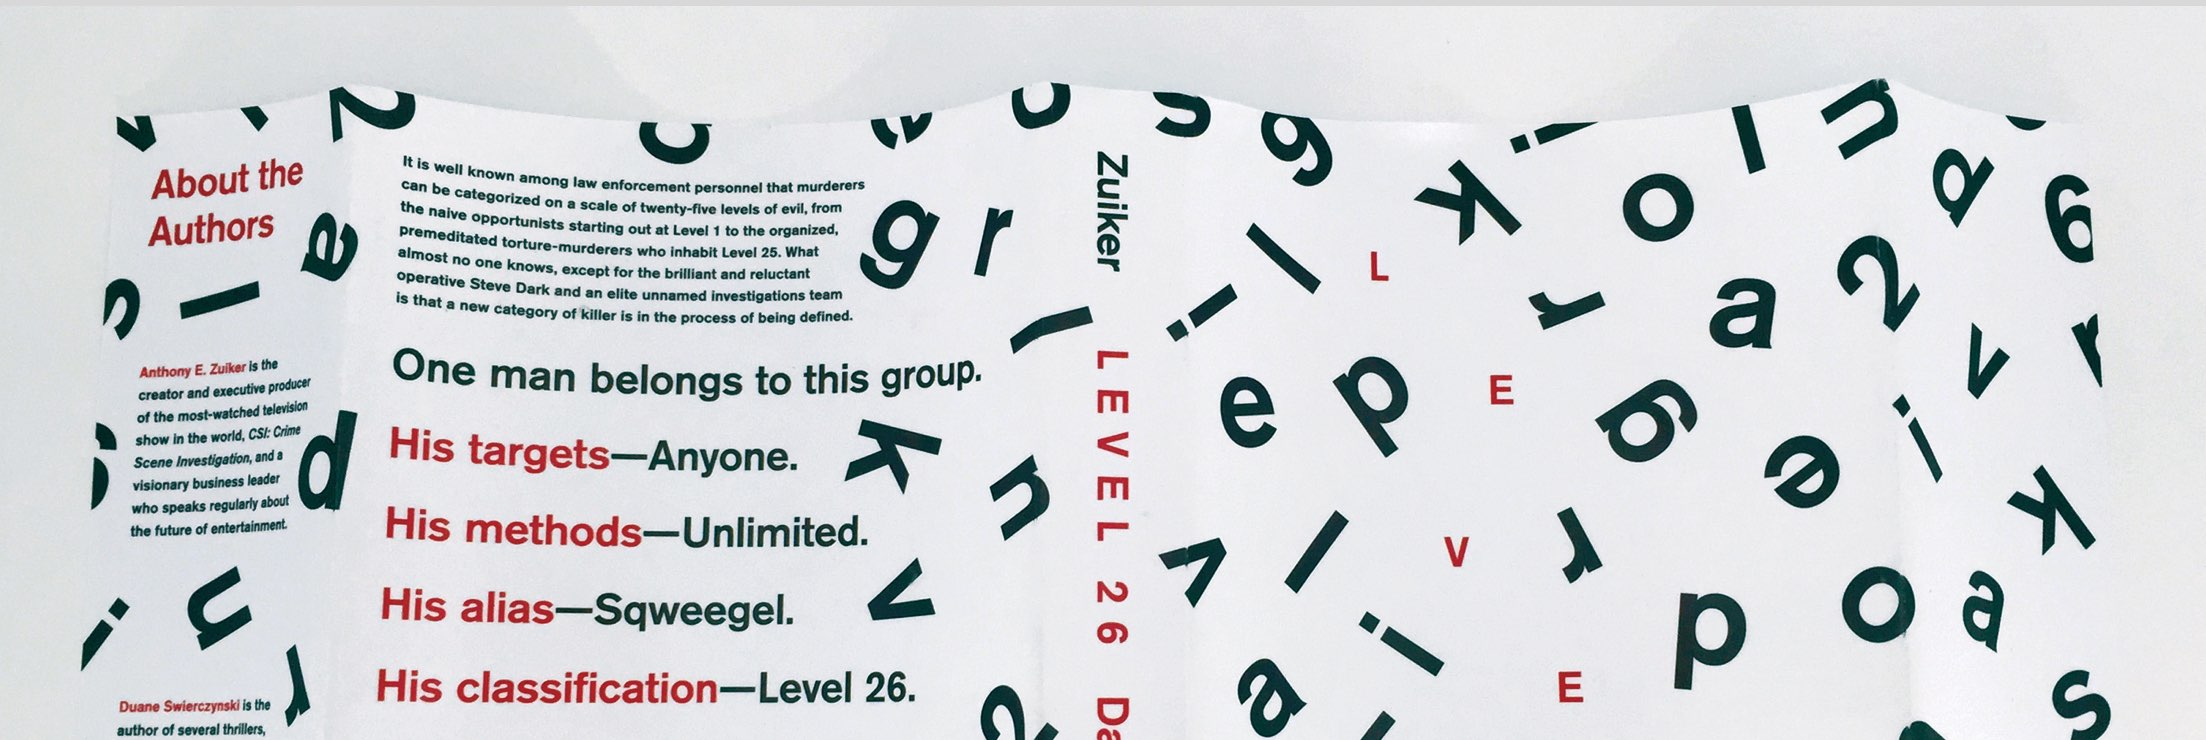 About the
Authors
Anthony E. Zuiker is the
creator and executive producer
of the most-watched television
show in the world, CSI: Crime
Scene Investigation, and a
visionary business leader
who speaks regularly about
the future of entertainment.
Duane Swierczynski is the
author of several thrillers,
It is well known among law enforcement personnel that murderers
can be categorized on a scale of twenty-five levels of evil, from
the naive opportunists starting out at Level 1 to the organized,
premeditated torture-murderers who inhabit Level 25. What
almost no one knows, except for the brilliant and reluctant
operative Steve Dark and an elite unnamed investigations team
is that a new category of killer is in the process of being defined.
One man belongs to this group.
His targets—Anyone.
His methods—Unlimited.
His alias—Sqweegel.
His classification—Level 26.
Zuiker
LEVEL 26 Da
L
E
V
E